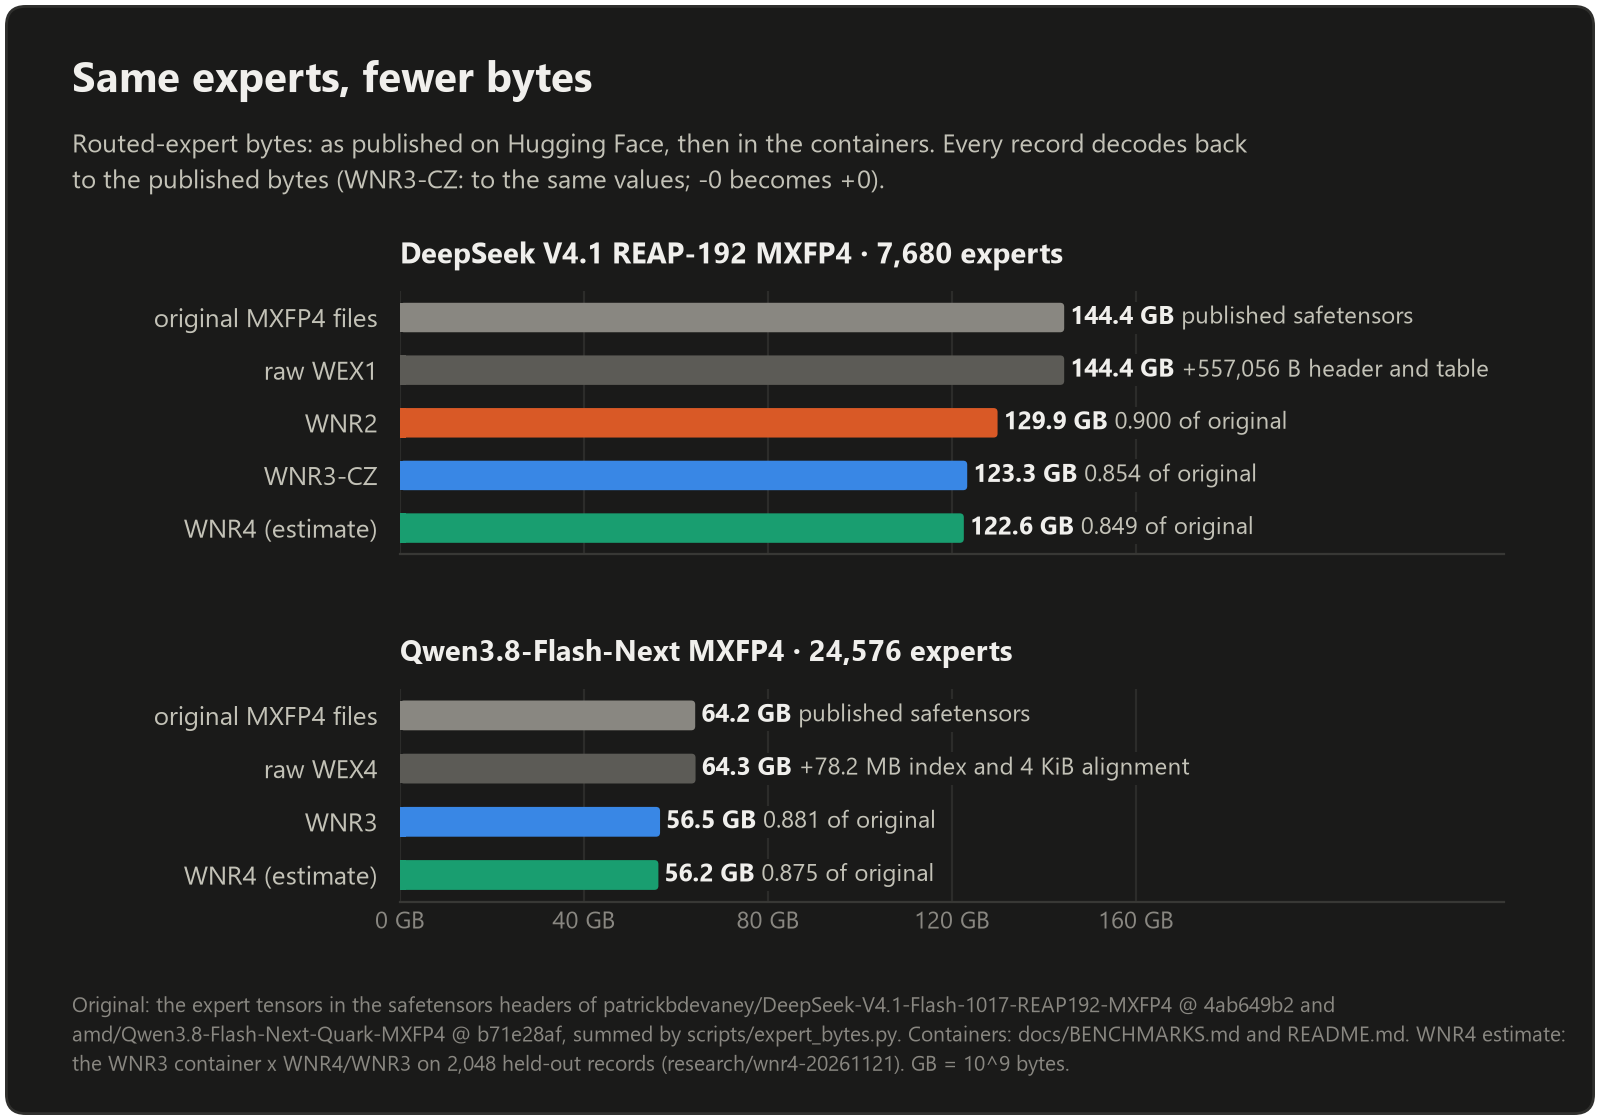 Same experts, fewer bytes
Routed-expert bytes: as published on Hugging Face, then in the containers. Every record decodes back
to the published bytes (WNR3-CZ: to the same values; -0 becomes +0).
DeepSeek V4.1 REAP-192 MXFP4 · 7,680 experts
original MXFP4 files 144.4 GB published safetensors
raw WEX1 144.4 GB +557,056 B header and table
WNR2 129.9 GB 0.900 of original
WNR3-CZ 123.3 GB 0.854 of original
WNR4 (estimate) 122.6 GB 0.849 of original
Qwen3.8-Flash-Next MXFP4 · 24,576 experts
original MXFP4 files 64.2 GB published safetensors
raw WEX4 64.3 GB +78.2 MB index and 4 KiB alignment
WNR3 56.5 GB 0.881 of original
WNR4 (estimate) 56.2 GB 0.875 of original
0 GB 40 GB 80 GB 120 GB 160 GB
Original: the expert tensors in the safetensors headers of patrickbdevaney/DeepSeek-V4.1-Flash-1017-REAP192-MXFP4 @ 4ab649b2 and
amd/Qwen3.8-Flash-Next-Quark-MXFP4 @ b71e28af, summed by scripts/expert_bytes.py. Containers: docs/BENCHMARKS.md and README.md. WNR4 estimate:
the WNR3 container x WNR4/WNR3 on 2,048 held-out records (research/wnr4-20261121). GB = 10^9 bytes.